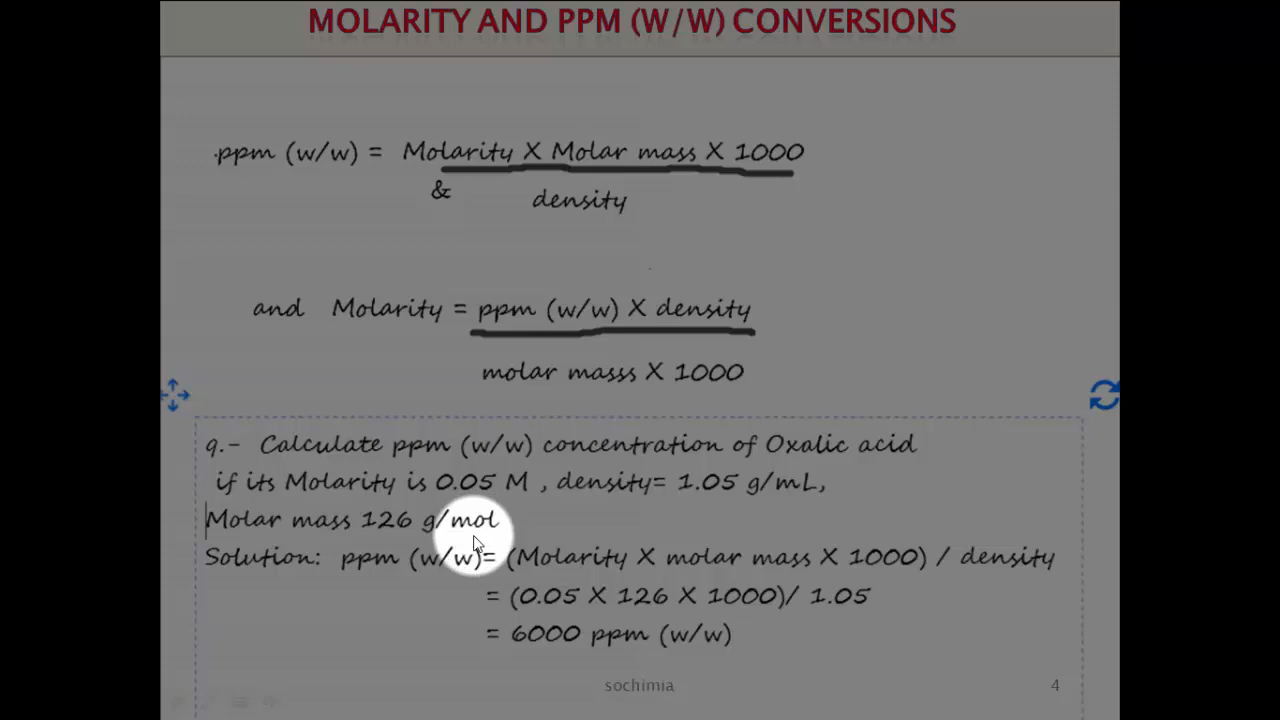 MOLARITY AND PPM (W/W) CONVERSIONS
ppm (w/w) = Molarity X Molar mass X 1000
& density
and Molarity = ppm (w/w) X density
molar masss X 1000
q.- Calculate ppm (w/w) concentration of Oxalic acid
if its Molarity is 0.05 M , density= 1.05 g/mL,
Molar mass 126 g/mol
Solution: ppm (w/w)= (Molarity X molar mass X 1000) / density
= (0.05 X 126 X 1000)/ 1.05
= 6000 ppm (w/w)
sochimia 4